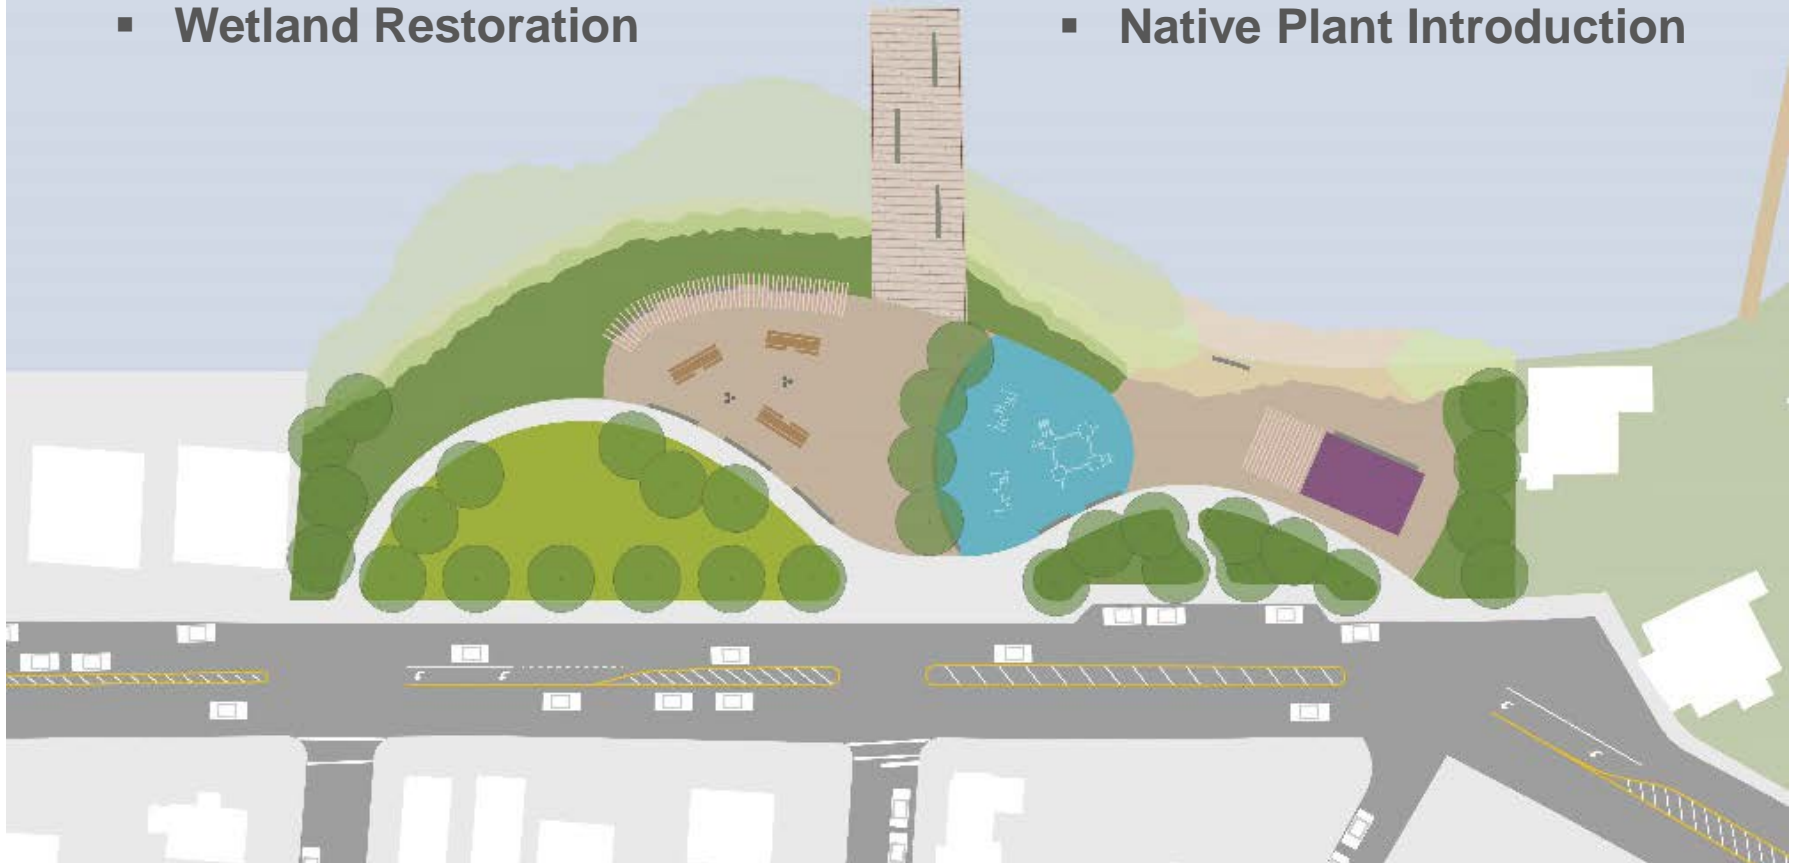 ▪ Wetland Restoration
▪ Native Plant Introduction